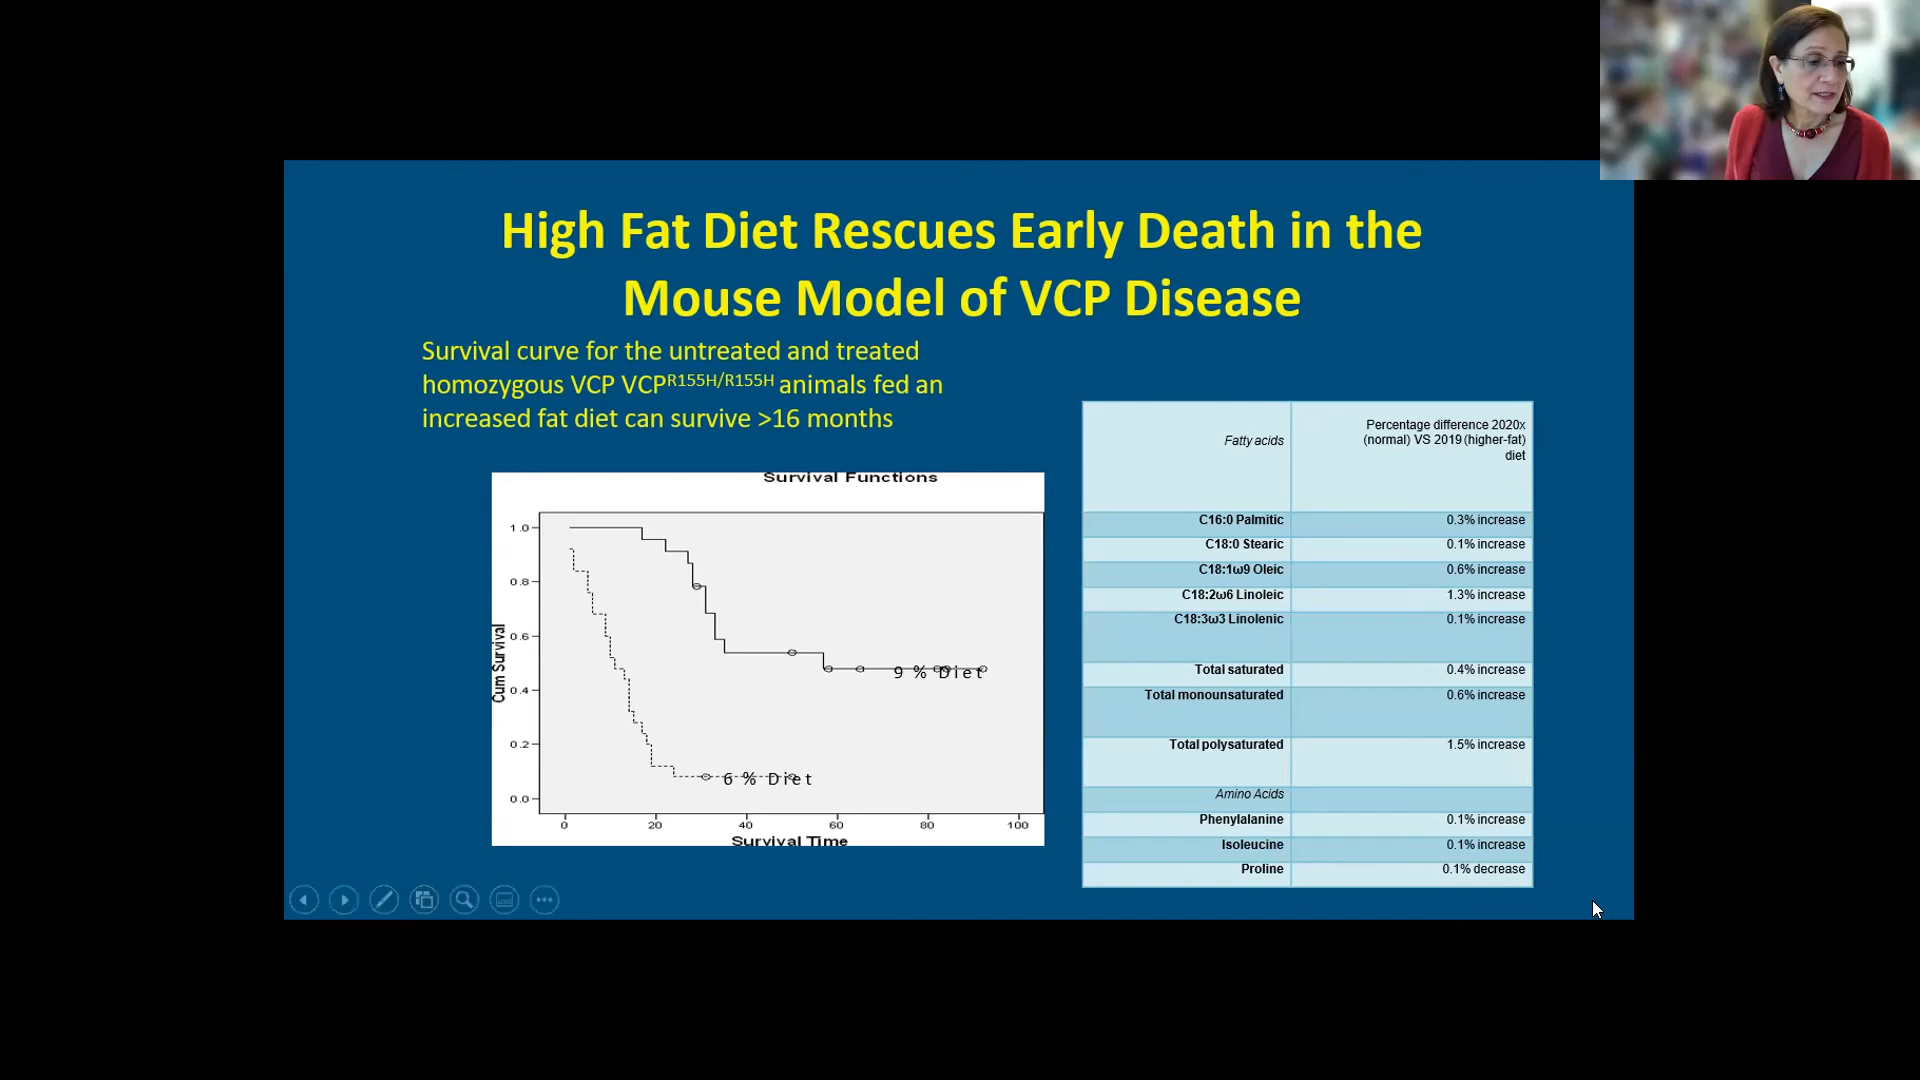 High Fat Diet Rescues Early Death in the
Mouse Model of VCP Disease
Survival curve for the untreated and treated
homozygous VCP VCPR155H/R155H animals fed an
increased fat diet can survive >16 months
Survival Functions
Cum Survival
1.0
0.8
0.6
0.4
0.2
0.0
9 % Diet
6 % Diet
0 20 40 60 80 100
Survival Time
Fatty acids
Percentage difference 2020x
(normal) VS 2019 (higher-fat)
diet
C16:0 Palmitic 0.3% increase
C18:0 Stearic 0.1% increase
C18:1ω9 Oleic 0.6% increase
C18:2ω6 Linoleic 1.3% increase
C18:3ω3 Linolenic 0.1% increase
Total saturated 0.4% increase
Total monounsaturated 0.6% increase
Total polysaturated 1.5% increase
Amino Acids
Phenylalanine 0.1% increase
Isoleucine 0.1% increase
Proline 0.1% decrease